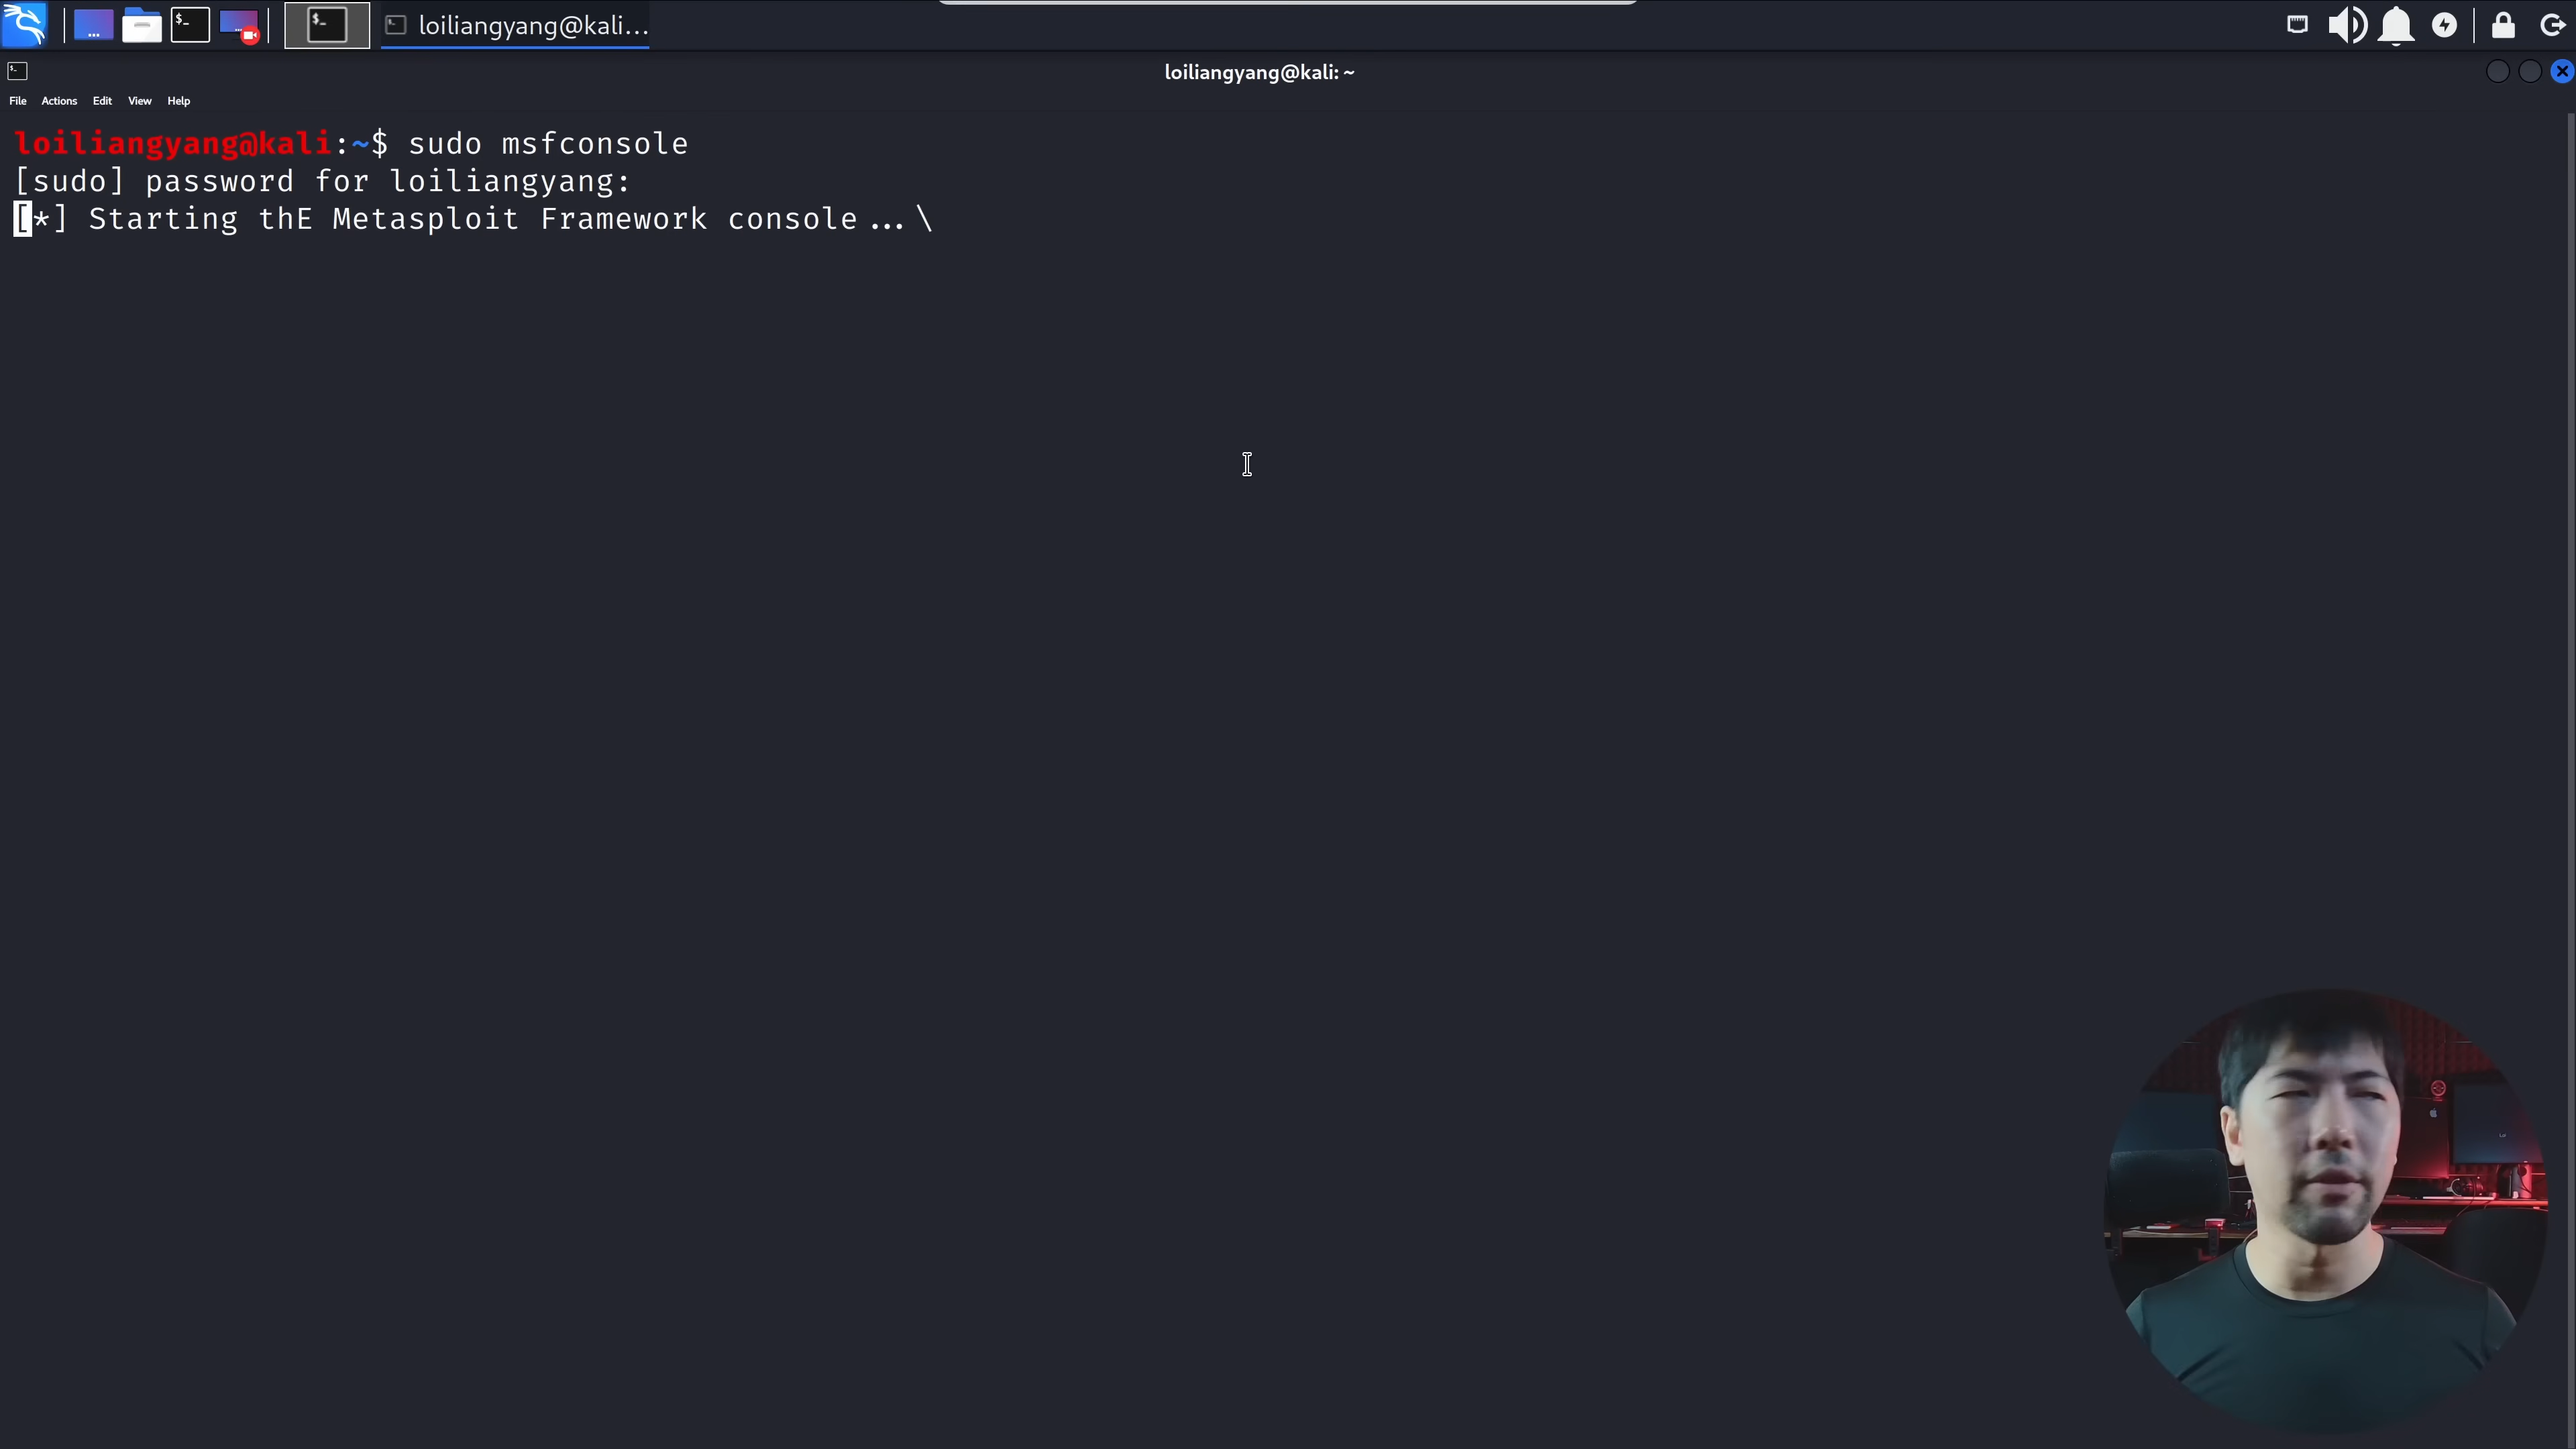 loiliangyang@kali...
loiliangyang@kali: ~
File Actions Edit View Help
loiliangyang@kali:~$ sudo msfconsole
[sudo] password for loiliangyang:
[*] Starting thE Metasploit Framework console...\